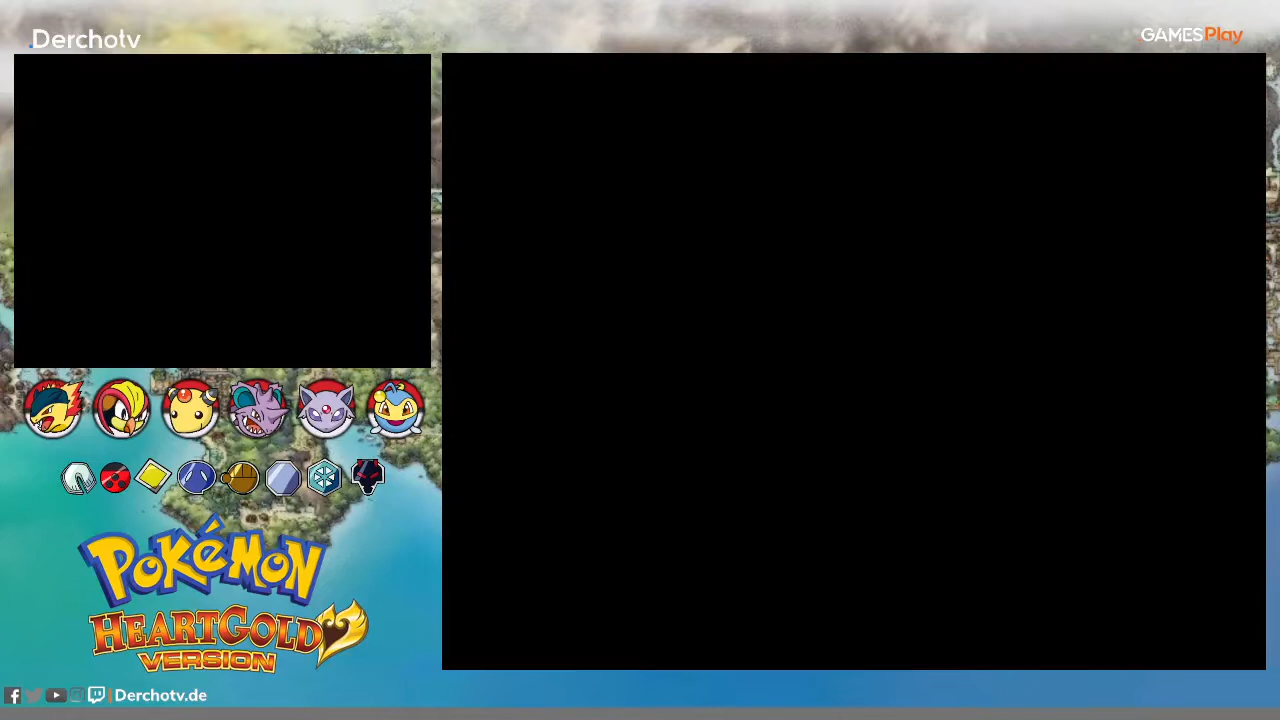 Derchotv
GAMESPlay
POKéMON
HEARTGOLD
VERSION
Derchotv.de